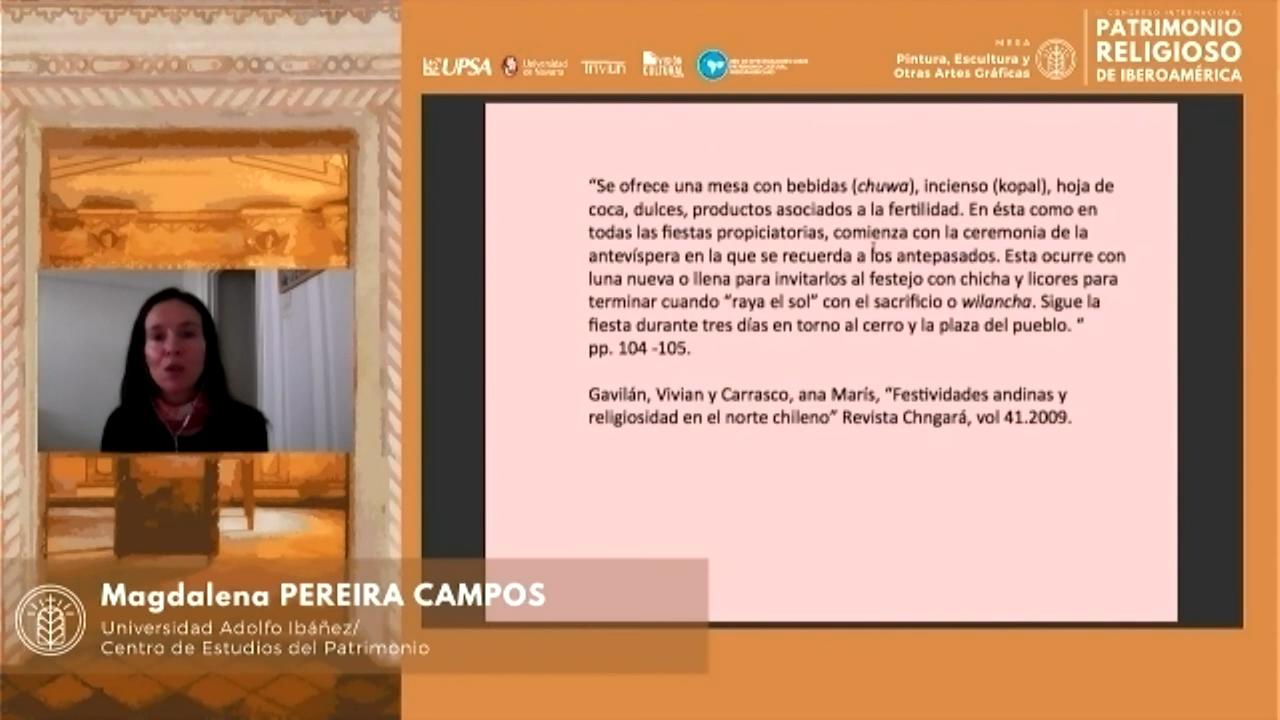 CONGRESO INTERNACIONAL
PATRIMONIO
RELIGIOSO
DE IBEROAMÉRICA
MESA
Pintura, Escultura y
Otras Artes Gráficas
UPSA
Universidad
de Navarra
TRIVIUM
CULTURAL
“Se ofrece una mesa con bebidas (chuwa), incienso (kopal), hoja de
coca, dulces, productos asociados a la fertilidad. En ésta como en
todas las fiestas propiciatorias, comienza con la ceremonia de la
antevíspera en la que se recuerda a los antepasados. Esta ocurre con
luna nueva o llena para invitarlos al festejo con chicha y licores para
terminar cuando “raya el sol” con el sacrificio o wilancha. Sigue la
fiesta durante tres días en torno al cerro y la plaza del pueblo. “
pp. 104 -105.
Gavilán, Vivian y Carrasco, ana Marís, “Festividades andinas y
religiosidad en el norte chileno” Revista Chngará, vol 41.2009.
Magdalena PEREIRA CAMPOS
Universidad Adolfo Ibáñez/
Centro de Estudios del Patrimonio